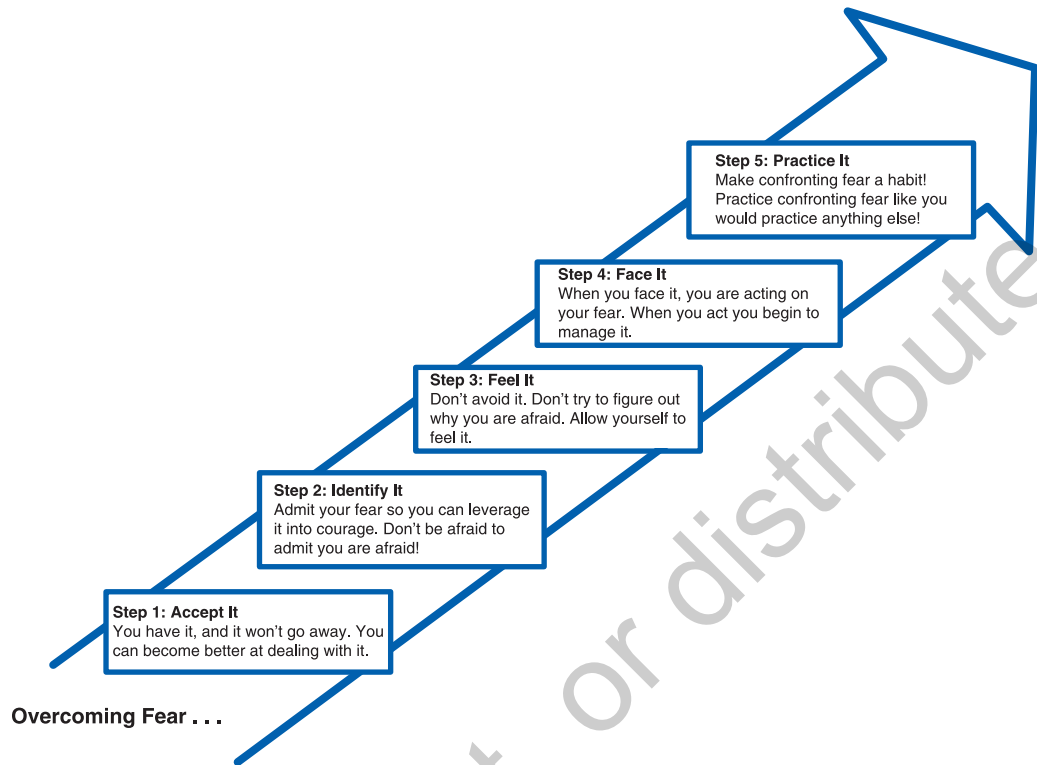 Step 5: Practice It
Make confronting fear a habit!
Practice confronting fear like you
would practice anything else!
Step 4: Face It
When you face it, you are acting on
your fear. When you act you begin to
manage it.
Step 3: Feel It
Don’t avoid it. Don’t try to figure out
why you are afraid. Allow yourself to
feel it.
Step 2: Identify It
Admit your fear so you can leverage
it into courage. Don’t be afraid to
admit you are afraid!
Step 1: Accept It
You have it, and it won’t go away. You
can become better at dealing with it.
Overcoming Fear . . .
or distribute